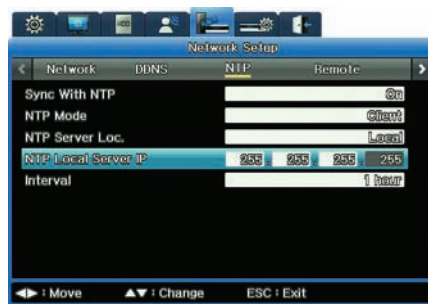 Network Setup
Network DDNS NTP Remote
Sync With NTP On
NTP Mode Client
NTP Server Loc. Local
NTP Local Server IP 255 . 255 . 255 . 255
Interval 1 hour
◀▶ : Move ▲▼ : Change ESC : Exit